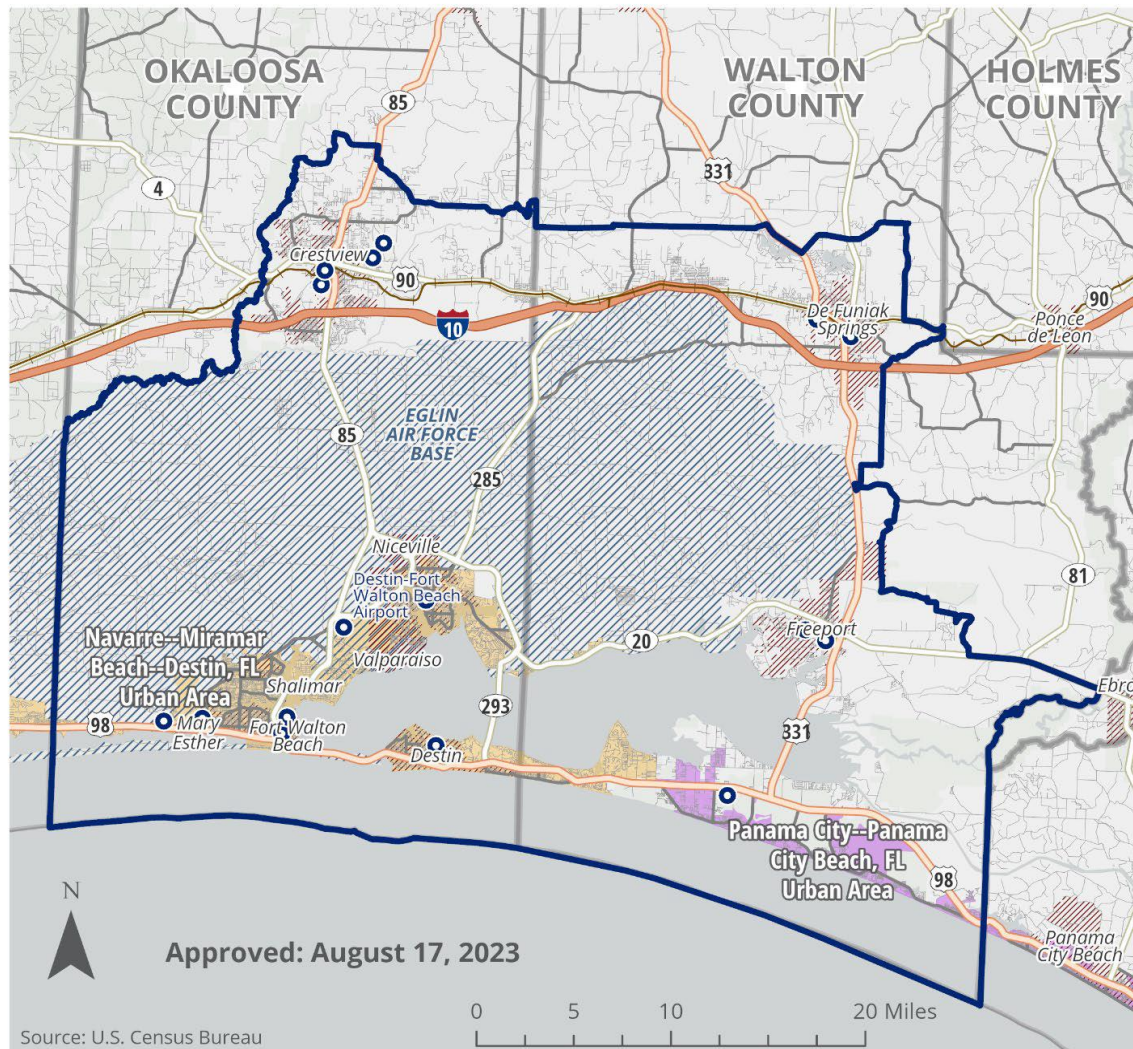 OKALOOSA
COUNTY
WALTON
COUNTY
HOLMES
COUNTY
85
331
4
Crestview
90
10
De Funiak
Springs
90
Ponce
de Leon
EGLIN
AIR FORCE
BASE
85
285
Niceville
Destin-Fort
Walton Beach
Airport
81
Navarre--Miramar
Beach--Destin, FL
Urban Area
Valparaiso
20
Freeport
Shalimar
98
Mary
Esther
Fort Walton
Beach
293
Destin
331
Ebro
Panama City--Panama
City Beach, FL
Urban Area
98
N
Approved: August 17, 2023
Panama
City Beach
0 5 10 20 Miles
Source: U.S. Census Bureau